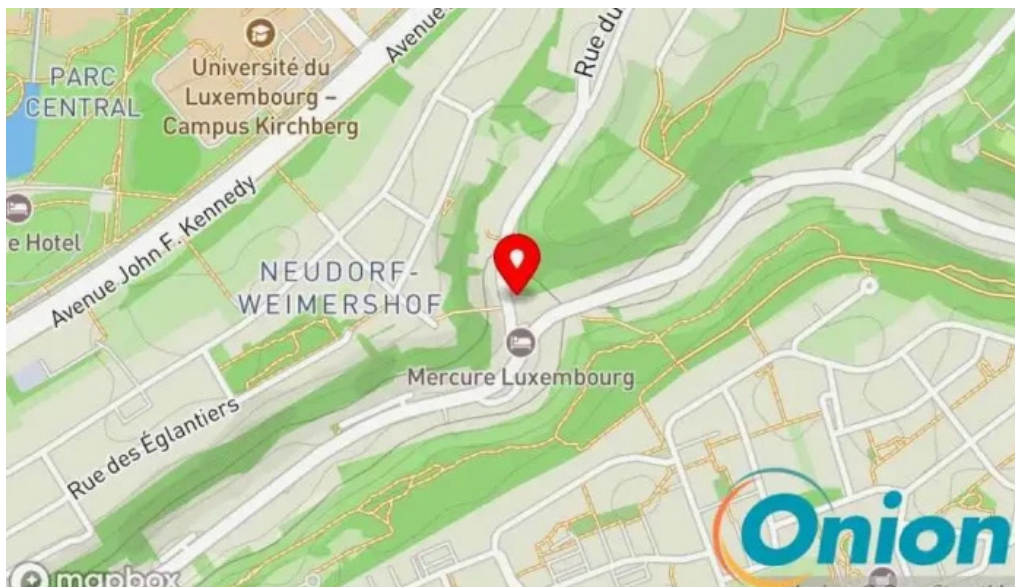 PARC
CENTRAL
Université du
Luxembourg –
Campus Kirchberg
Avenue
Rue du
e Hotel
Avenue John F. Kennedy
NEUDORF-
WEIMERSHOF
Mercure Luxembourg
Rue des Églantiers
Onion
mapbox